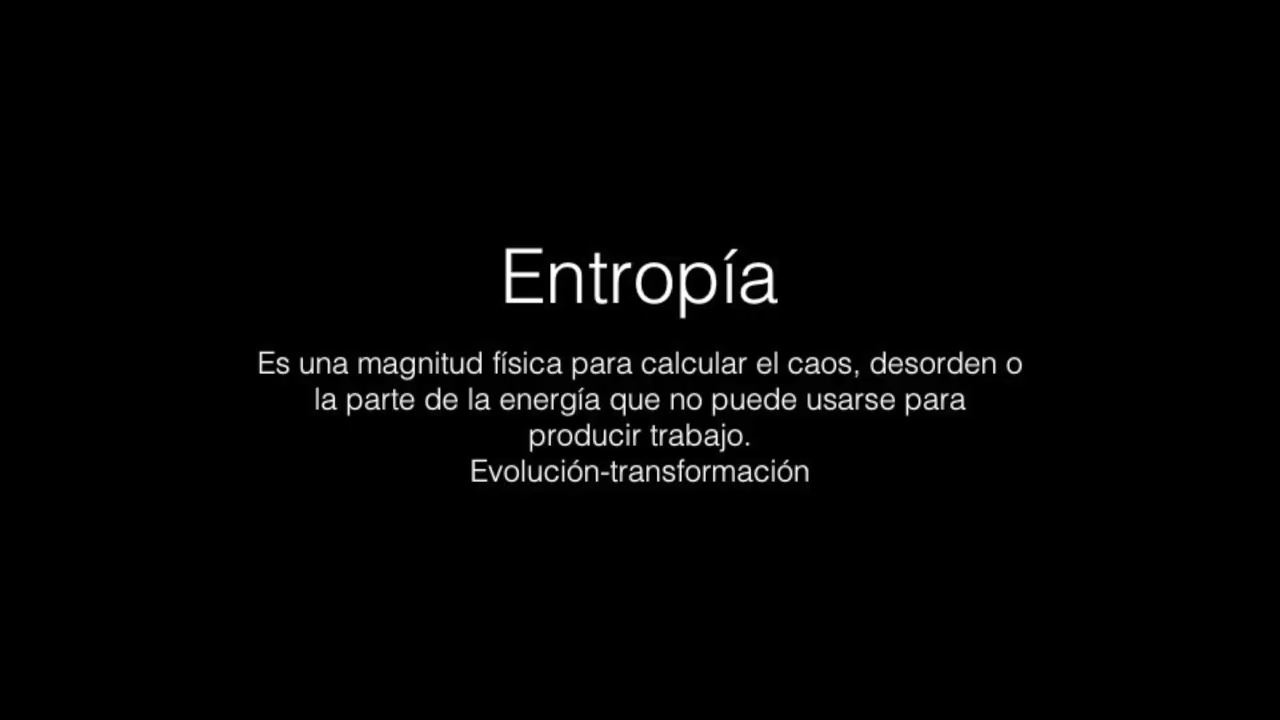 Entropía
Es una magnitud física para calcular el caos, desorden o
la parte de la energía que no puede usarse para
producir trabajo.
Evolución-transformación